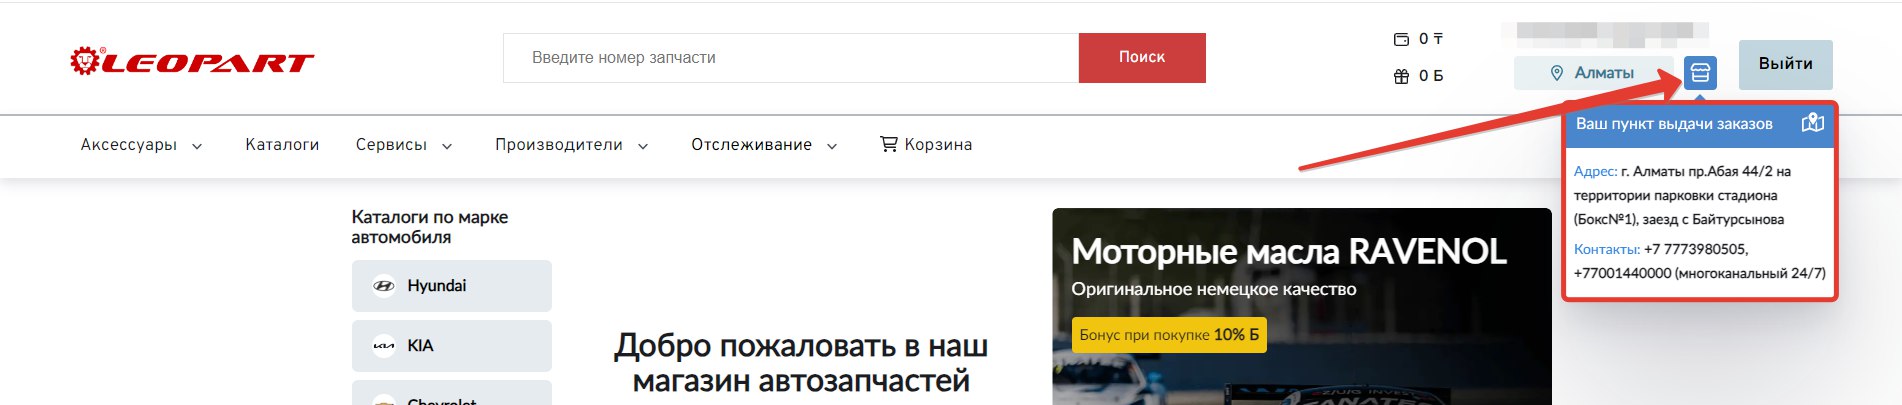 LEOPART
Введите номер запчасти
Поиск
0 ₸
0 Б
Алматы
Выйти
Аксессуары
Каталоги
Сервисы
Производители
Отслеживание
Корзина
Ваш пункт выдачи заказов
Адрес: г. Алматы пр.Абая 44/2 на
территории парковки стадиона
(Бокс№1), заезд с Байтурсынова
Контакты: +7 7773980505,
+77001440000 (многоканальный 24/7)
Каталоги по марке
автомобиля
Hyundai
KIA
Chevrolet
Добро пожаловать в наш
магазин автозапчастей
Моторные масла RAVENOL
Оригинальное немецкое качество
Бонус при покупке 10% Б